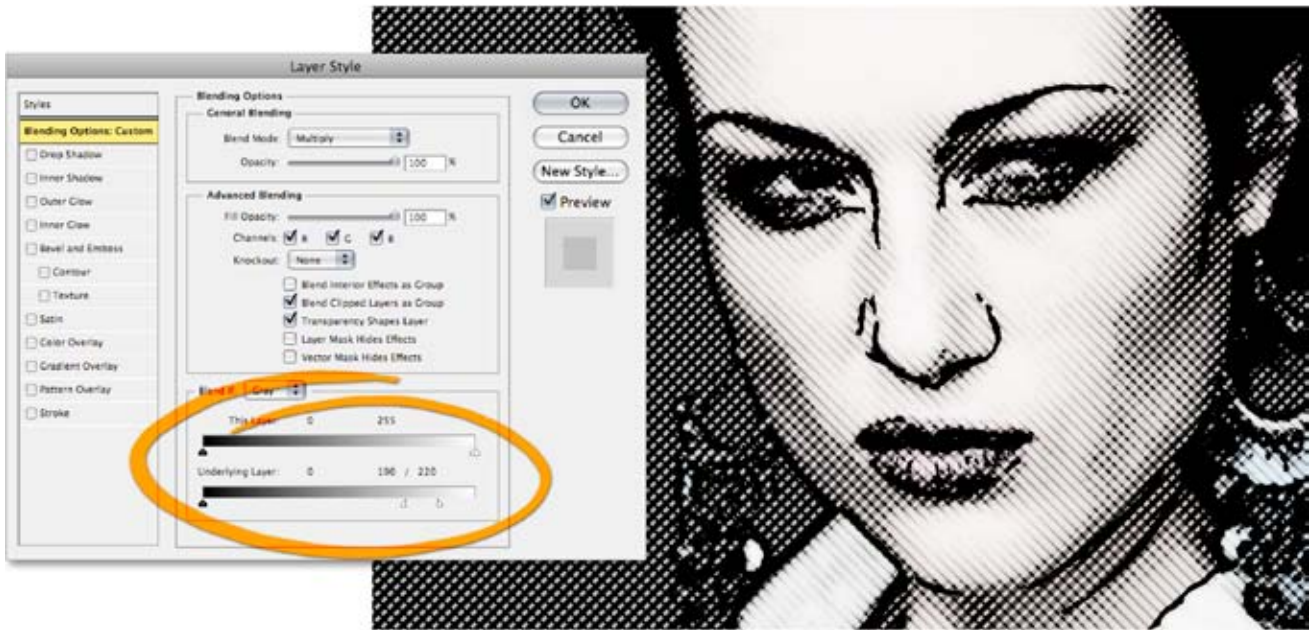 Layer Style
Styles
Blending Options: Custom
Drop Shadow
Inner Shadow
Outer Glow
Inner Glow
Bevel and Emboss
Contour
Texture
Satin
Color Overlay
Gradient Overlay
Pattern Overlay
Stroke
Blending Options
General Blending
Blend Mode: Multiply
Opacity: 100 %
Advanced Blending
Fill Opacity: 100 %
Channels: R G B
Knockout: None
Blend Interior Effects as Group
Blend Clipped Layers as Group
Transparency Shapes Layer
Layer Mask Hides Effects
Vector Mask Hides Effects
Blend If: Gray
This Layer: 0 255
Underlying Layer: 0 190 / 220
OK
Cancel
New Style...
Preview